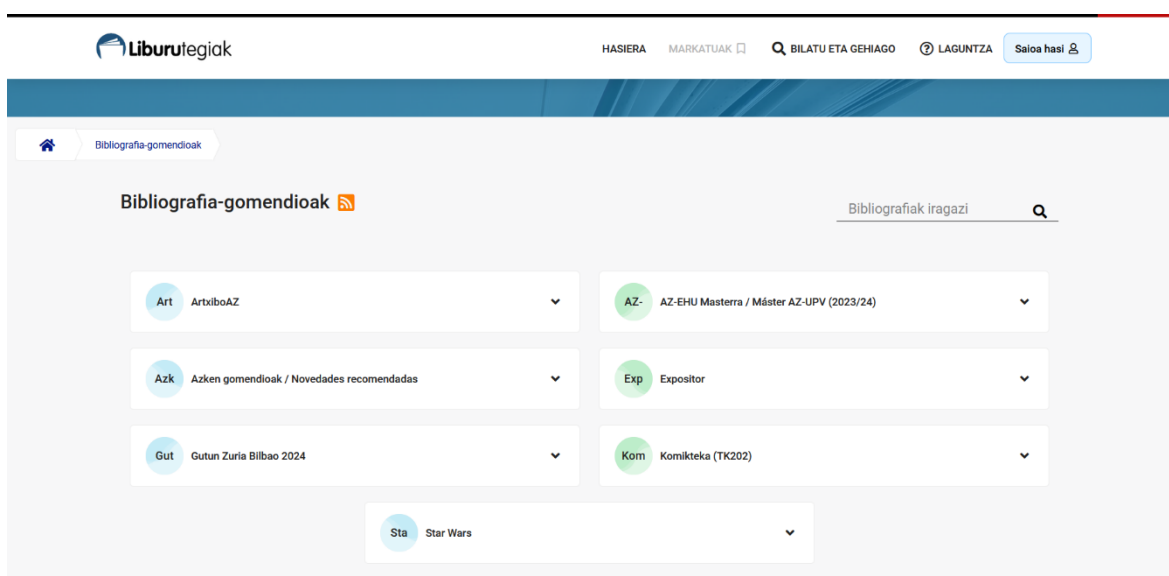 Liburutegiak
HASIERA MARKATUAK BILATU ETA GEHIAGO LAGUNTZA Saioa hasi
Bibliografia-gomendioak
Bibliografia-gomendioak
Bibliografiak iragazi
Art ArtxiboAZ
AZ- AZ-EHU Masterra / Máster AZ-UPV (2023/24)
Azk Azken gomendioak / Novedades recomendadas
Exp Expositor
Gut Gutun Zuria Bilbao 2024
Kom Komikteka (TK202)
Sta Star Wars